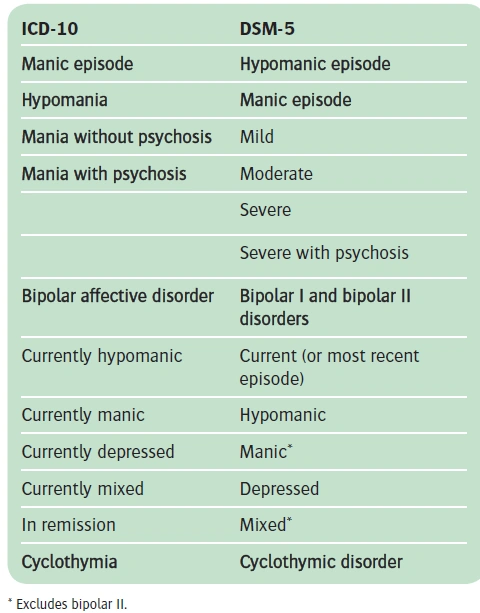 ICD-10 DSM-5
Manic episode Hypomanic episode
Hypomania Manic episode
Mania without psychosis Mild
Mania with psychosis Moderate
Severe
Severe with psychosis
Bipolar affective disorder Bipolar I and bipolar II
disorders
Currently hypomanic Current (or most recent
episode)
Currently manic Hypomanic
Currently depressed Manic*
Currently mixed Depressed
In remission Mixed*
Cyclothymia Cyclothymic disorder
* Excludes bipolar II.